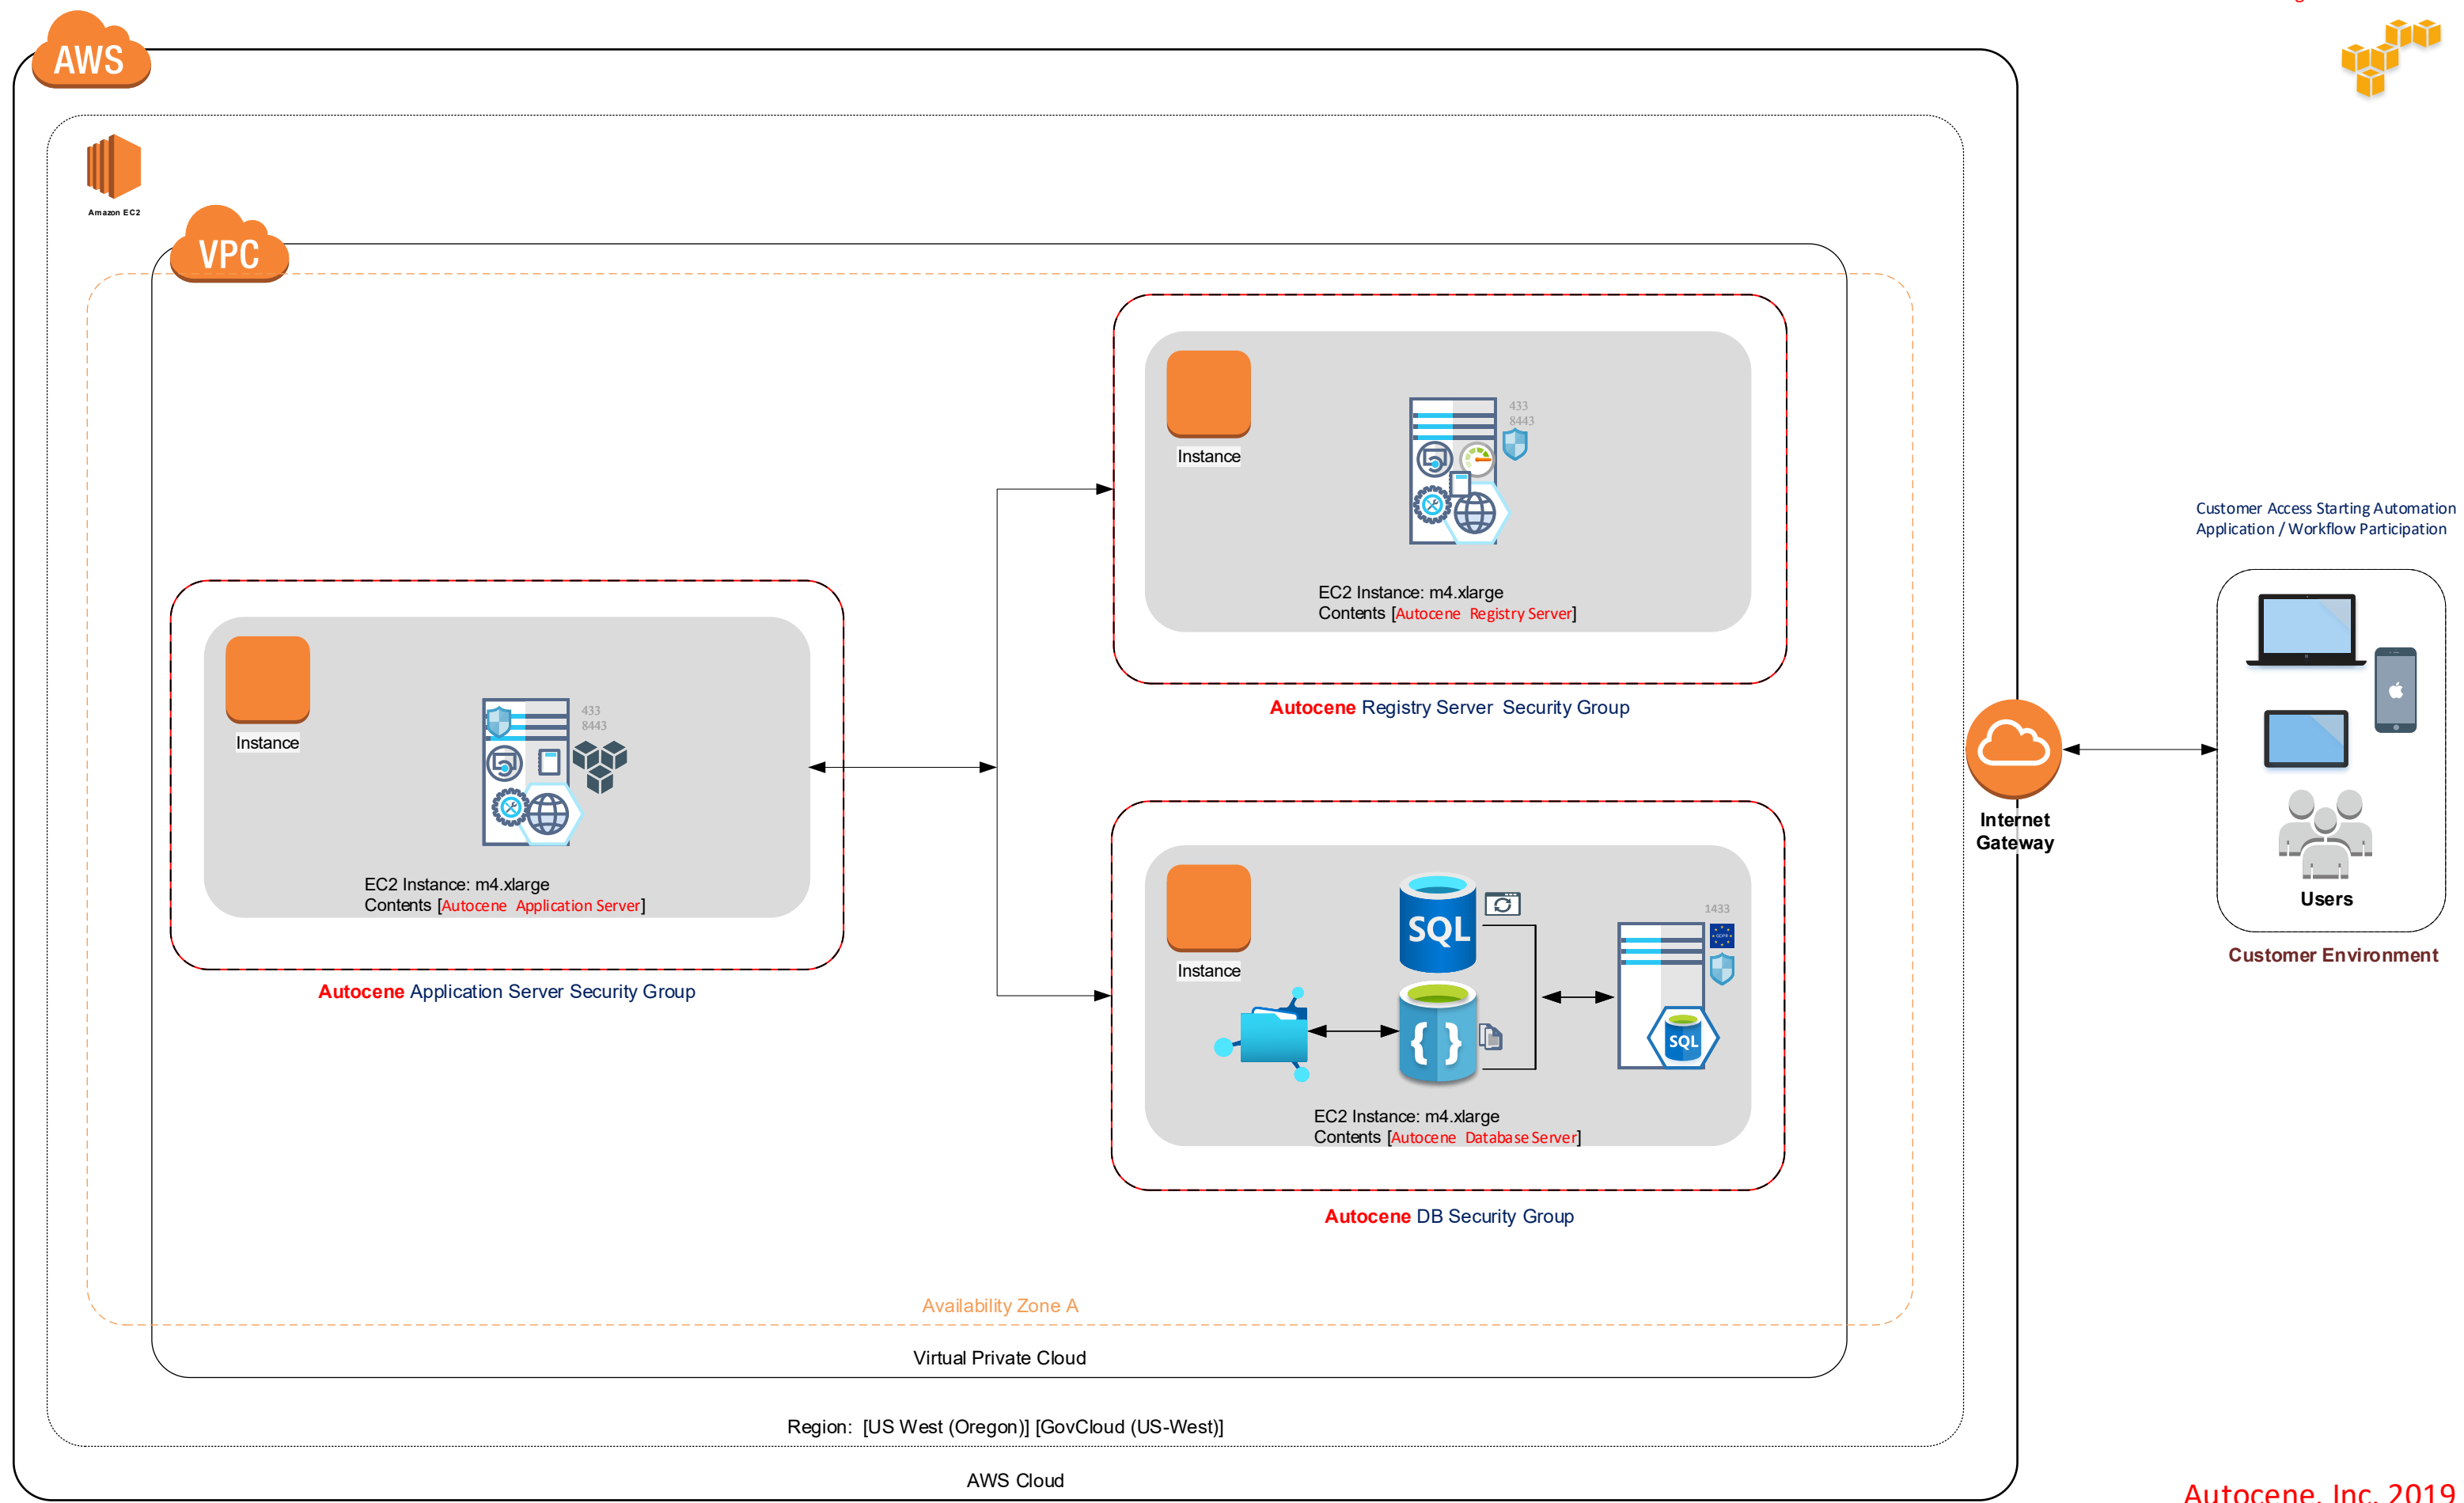 AWS
Amazon EC2
VPC
Instance
433
8443
EC2 Instance: m4.xlarge
Contents [Autocene Registry Server]
Autocene Registry Server Security Group
Instance
433
8443
EC2 Instance: m4.xlarge
Contents [Autocene Application Server]
Autocene Application Server Security Group
Instance
SQL
1433
GDPR
{ }
SQL
EC2 Instance: m4.xlarge
Contents [Autocene Database Server]
Autocene DB Security Group
Availability Zone A
Virtual Private Cloud
Region: [US West (Oregon)] [GovCloud (US-West)]
AWS Cloud
Internet
Gateway
Customer Access Starting Automation
Application / Workflow Participation
Users
Customer Environment
Autocene, Inc. 2019